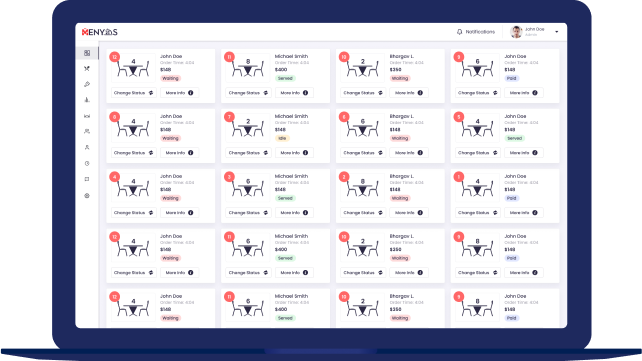 MENYUS
Notifications
John Doe
12 4 John Doe Order Time: 4:04 $148 Waiting
Change Status More Info
11 8 Michael Smith Order Time: 4:04 $400 Served
Change Status More Info
10 2 Bhargav L. Order Time: 4:04 $350 Waiting
Change Status More Info
9 6 John Doe Order Time: 4:04 $148 Paid
Change Status More Info
4 John Doe Order Time: 4:04 $148 Waiting
Change Status More Info
7 2 Michael Smith Order Time: 4:04 $148 Idle
Change Status More Info
6 6 Bhargav L. Order Time: 4:04 $148 Waiting
Change Status More Info
5 4 John Doe Order Time: 4:04 $148 Served
Change Status More Info
4 4 John Doe Order Time: 4:04 $148 Waiting
Change Status More Info
3 6 Michael Smith Order Time: 4:04 $148 Served
Change Status More Info
2 8 Bhargav L. Order Time: 4:04 $148 Waiting
Change Status More Info
1 4 John Doe Order Time: 4:04 $148 Paid
Change Status More Info
12 4 John Doe Order Time: 4:04 $148 Waiting
Change Status More Info
11 6 Michael Smith Order Time: 4:04 $400 Served
Change Status More Info
10 2 Bhargav L. Order Time: 4:04 $350 Waiting
Change Status More Info
9 8 John Doe Order Time: 4:04 $148 Paid
Change Status More Info
12 4 John Doe Order Time: 4:04 $148 Waiting
11 6 Michael Smith Order Time: 4:04 $400 Served
10 2 Bhargav L. Order Time: 4:04 $350 Waiting
9 8 John Doe Order Time: 4:04 $148 Paid